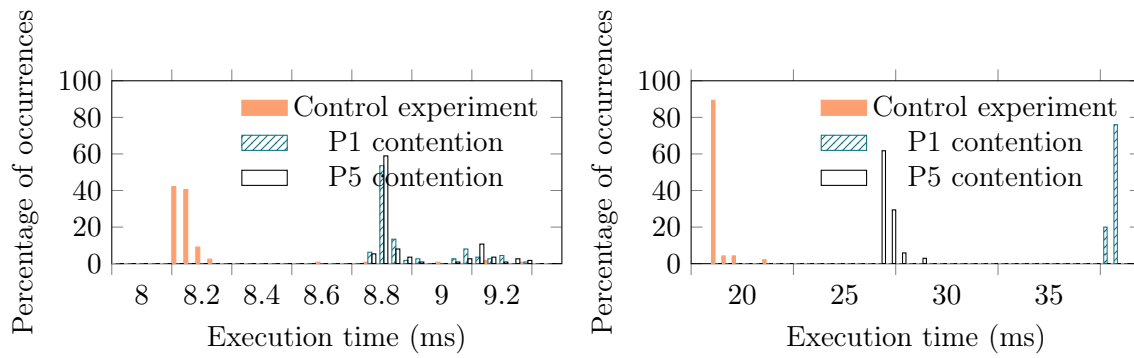 Percentage of occurrences
100
80
60
40
20
0
Control experiment
P1 contention
P5 contention
8 8.2 8.4 8.6 8.8 9 9.2
Execution time (ms)
Percentage of occurrences
100
80
60
40
20
0
Control experiment
P1 contention
P5 contention
20 25 30 35
Execution time (ms)